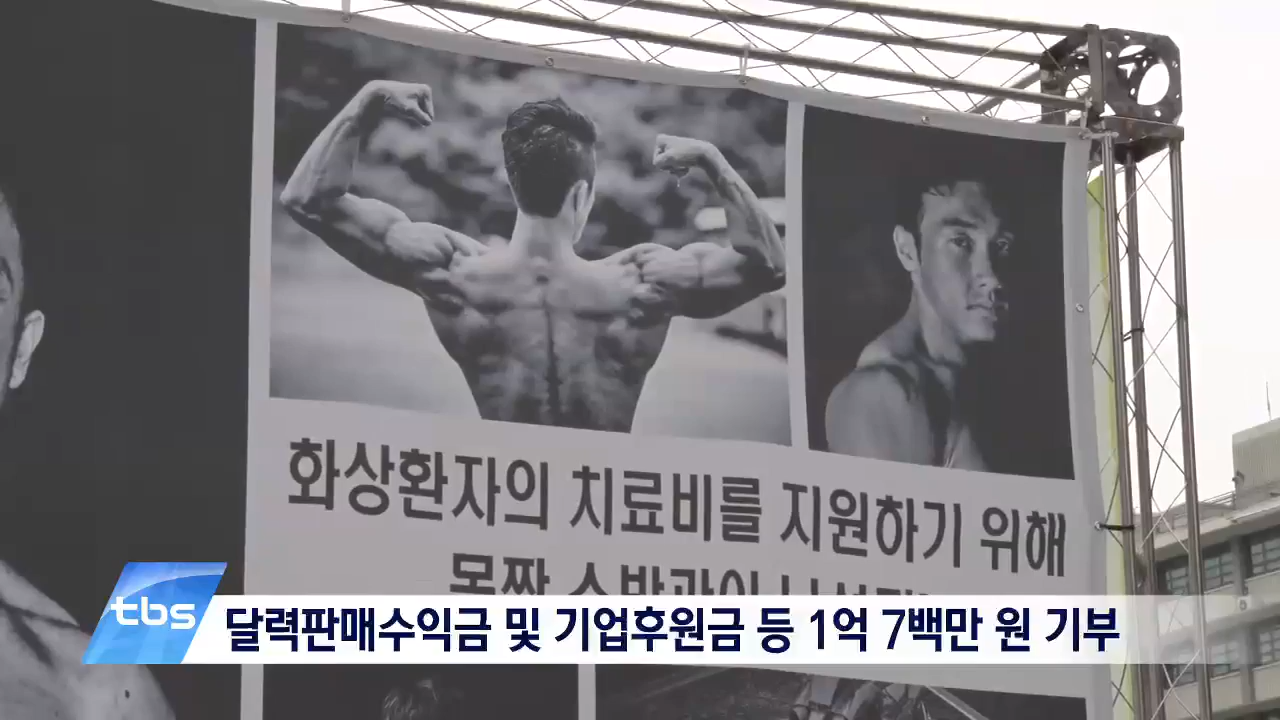 화상환자의 치료비를 지원하기 위해
몸짱
tbs
달력판매수익금 및 기업후원금 등 1억 7백만 원 기부